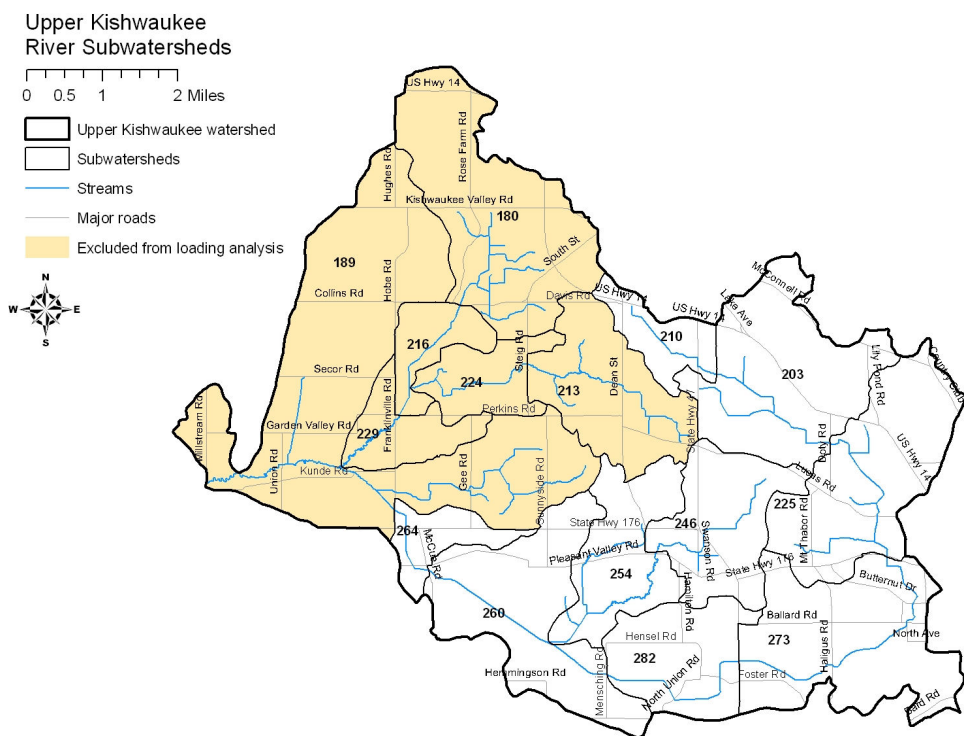 Upper Kishwaukee
River Subwatersheds
0 0.5 1 2 Miles
Upper Kishwaukee watershed
Subwatersheds
Streams
Major roads
Excluded from loading analysis
N
W E
S
US Hwy 14
Hughes Rd
Rose Farm Rd
Kishwaukee Valley Rd
180
South St
189
Hobe Rd
Collins Rd
Davis Rd
US Hwy 14
US Hwy 14
Lake Ave
McConnell Rd
216
Steig Rd
210
203
Lily Pond Rd
Country Club
Secor Rd
224
213
Dean St
Franklinville Rd
Perkins Rd
State Hwy 4
Millstream Rd
Garden Valley Rd
229
Union Rd
Kunde Rd
Gee Rd
Sunnyside Rd
Doty Rd
US Hwy 14
Lucas Rd
225
Mt Thabor Rd
264
McCue Rd
State Hwy 176
246
Swanson Rd
Pleasant Valley Rd
State Hwy 176
254
Hamilton Rd
Butternut Dr
260
Ballard Rd
Hensel Rd
273
Haligus Rd
North Ave
282
Hemmingson Rd
Mensching Rd
North Union Rd
Foster Rd
Bard Rd